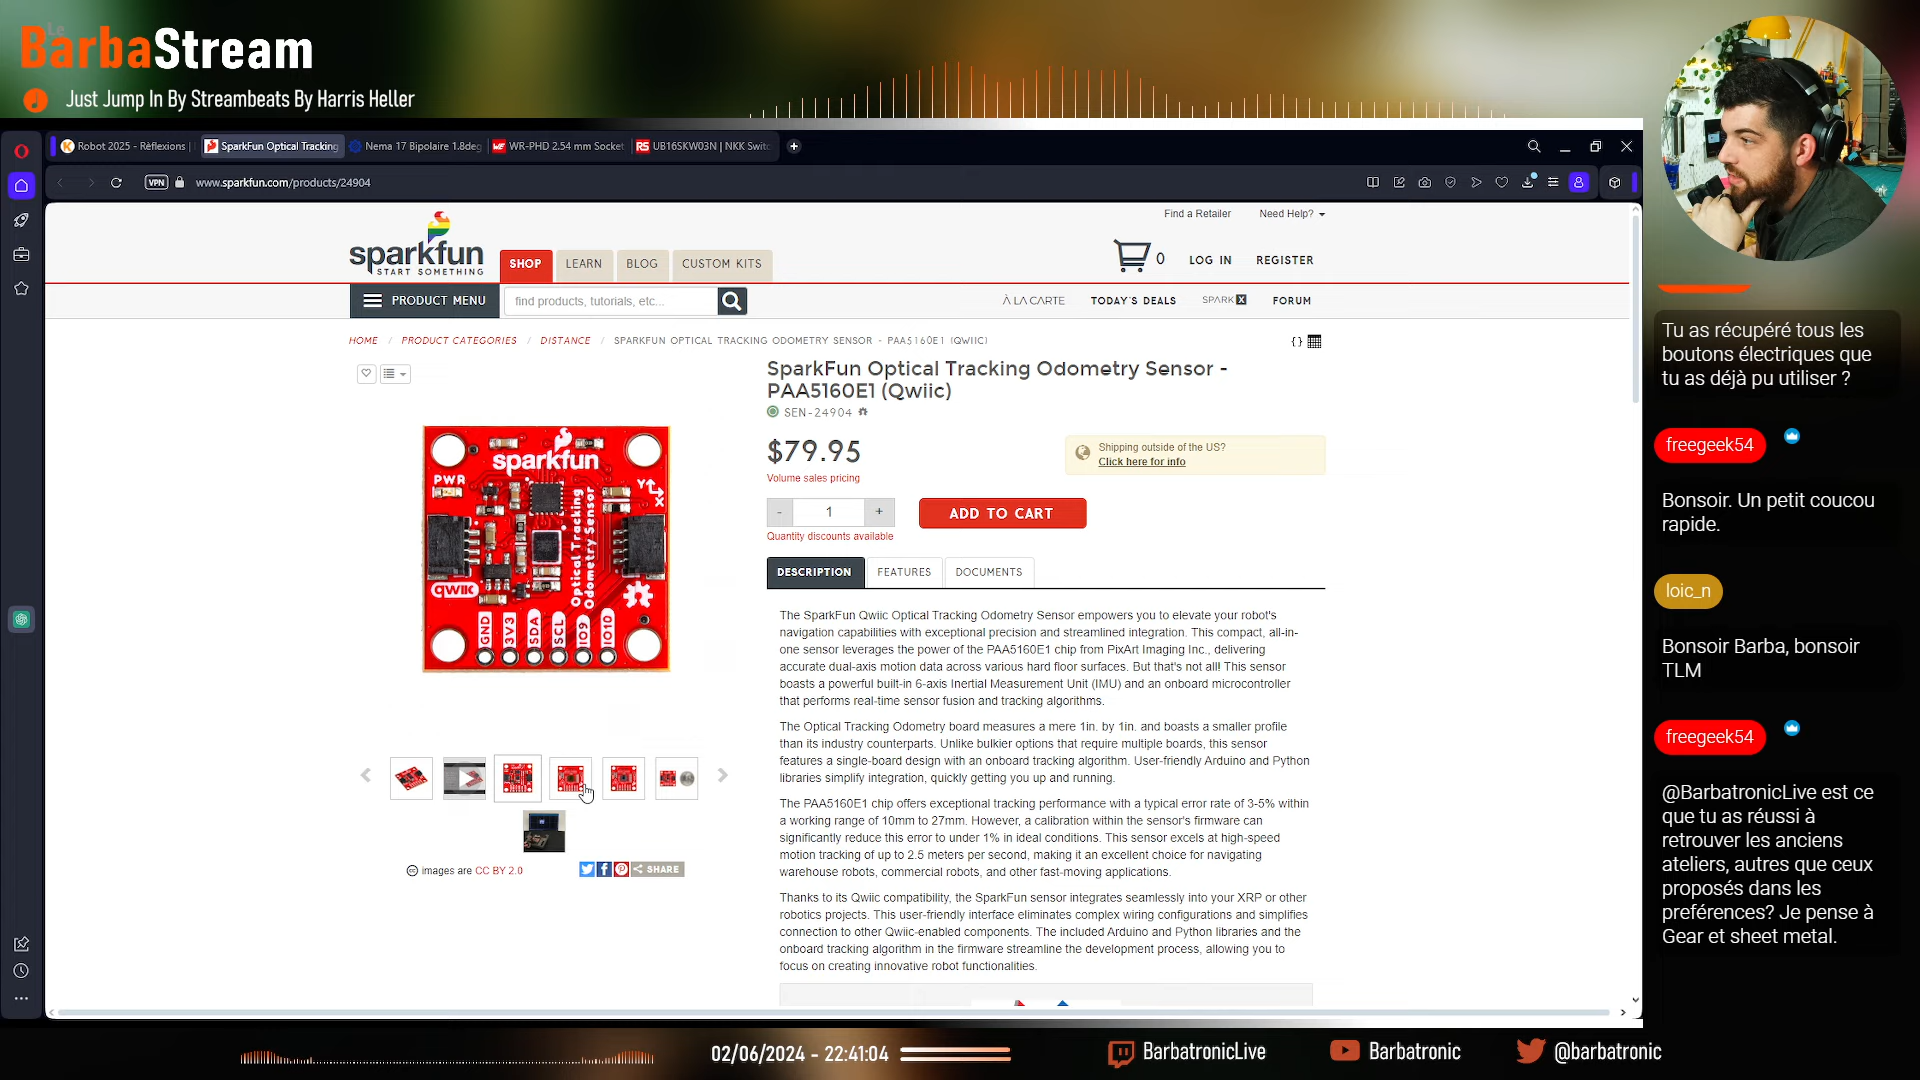 Le
BarbaStream
Just Jump In By Streambeats By Harris Heller
Robot 2025 - Réflexions |
SparkFun Optical Tracking
Nema 17 Bipolaire 1.8deg
WR-PHD 2.54 mm Socket
UB16SKW03N | NKK Switc
VPN
www.sparkfun.com/products/24904
Find a Retailer
Need Help?
sparkfun
START SOMETHING
SHOP
LEARN
BLOG
CUSTOM KITS
0
LOG IN
REGISTER
PRODUCT MENU
find products, tutorials, etc...
À LA CARTE
TODAY'S DEALS
SPARK X
FORUM
HOME / PRODUCT CATEGORIES / DISTANCE / SPARKFUN OPTICAL TRACKING ODOMETRY SENSOR - PAA5160E1 (QWIIC)
SparkFun Optical Tracking Odometry Sensor -
PAA5160E1 (Qwiic)
SEN-24904
$79.95
Volume sales pricing
Shipping outside of the US?
Click here for info
- 1 +
ADD TO CART
Quantity discounts available
DESCRIPTION
FEATURES
DOCUMENTS
sparkfun
PWR
Y
X
Optical Tracking
Odometry Sensor
qwiic
GND
3V3
SDA
SCL
IO9
IO10
images are CC BY 2.0
SHARE
The SparkFun Qwiic Optical Tracking Odometry Sensor empowers you to elevate your robot's
navigation capabilities with exceptional precision and streamlined integration. This compact, all-in-
one sensor leverages the power of the PAA5160E1 chip from PixArt Imaging Inc., delivering
accurate dual-axis motion data across various hard floor surfaces. But that's not all! This sensor
boasts a powerful built-in 6-axis Inertial Measurement Unit (IMU) and an onboard microcontroller
that performs real-time sensor fusion and tracking algorithms.
The Optical Tracking Odometry board measures a mere 1in. by 1in. and boasts a smaller profile
than its industry counterparts. Unlike bulkier options that require multiple boards, this sensor
features a single-board design with an onboard tracking algorithm. User-friendly Arduino and Python
libraries simplify integration, quickly getting you up and running.
The PAA5160E1 chip offers exceptional tracking performance with a typical error rate of 3-5% within
a working range of 10mm to 27mm. However, a calibration within the sensor's firmware can
significantly reduce this error to under 1% in ideal conditions. This sensor excels at high-speed
motion tracking of up to 2.5 meters per second, making it an excellent choice for navigating
warehouse robots, commercial robots, and other fast-moving applications.
Thanks to its Qwiic compatibility, the SparkFun sensor integrates seamlessly into your XRP or other
robotics projects. This user-friendly interface eliminates complex wiring configurations and simplifies
connection to other Qwiic-enabled components. The included Arduino and Python libraries and the
onboard tracking algorithm in the firmware streamline the development process, allowing you to
focus on creating innovative robot functionalities.
Tu as récupéré tous les
boutons électriques que
tu as déjà pu utiliser ?
freegeek54
Bonsoir. Un petit coucou
rapide.
loic_n
Bonsoir Barba, bonsoir
TLM
freegeek54
@BarbatronicLive est ce
que tu as réussi à
retrouver les anciens
ateliers, autres que ceux
proposés dans les
preférences? Je pense à
Gear et sheet metal.
02/06/2024 - 22:41:04
BarbatronicLive
Barbatronic
@barbatronic